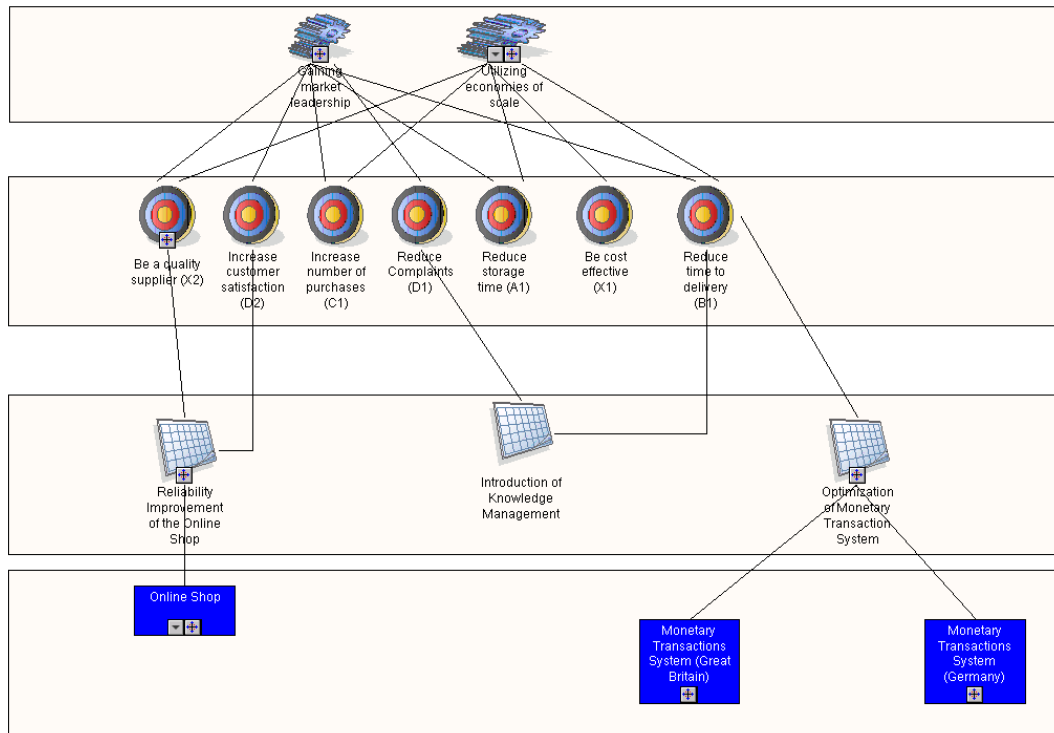 Gaining
market
leadership
Utilizing
economies of
scale
Be a quality
supplier (X2)
Increase
customer
satisfaction
(D2)
Increase
number of
purchases
(C1)
Reduce
Complaints
(D1)
Reduce
storage
time (A1)
Be cost
effective
(X1)
Reduce
time to
delivery
(B1)
Reliability
Improvement
of the Online
Shop
Introduction of
Knowledge
Management
Optimization
of Monetary
Transaction
System
Online Shop
Monetary
Transactions
System (Great
Britain)
Monetary
Transactions
System
(Germany)